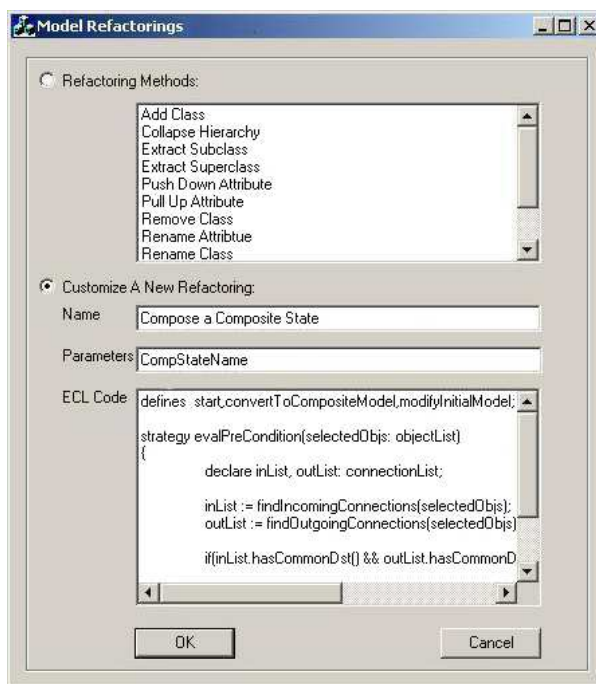 Model Refactorings
Refactoring Methods:
Add Class
Collapse Hierarchy
Extract Subclass
Extract Superclass
Push Down Attribute
Pull Up Attribute
Remove Class
Rename Attribtue
Rename Class
Customize A New Refactoring:
Name Compose a Composite State
Parameters CompStateName
ECL Code
defines start,convertToCompositeModel,modifyInitialModel;
strategy evalPreCondition(selectedObjs: objectList)
{
declare inList, outList: connectionList;
inList := findIncomingConnections(selectedObjs);
outList := findOutgoingConnections(selectedObjs)
if(inList.hasCommonDst() && outList.hasCommonD
OK Cancel